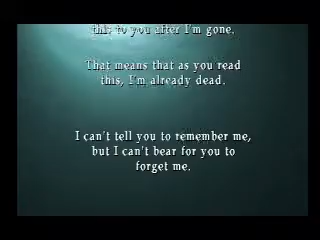 this to you after I'm gone.
That means that as you read
this, I'm already dead.
I can't tell you to remember me,
but I can't bear for you to
forget me.